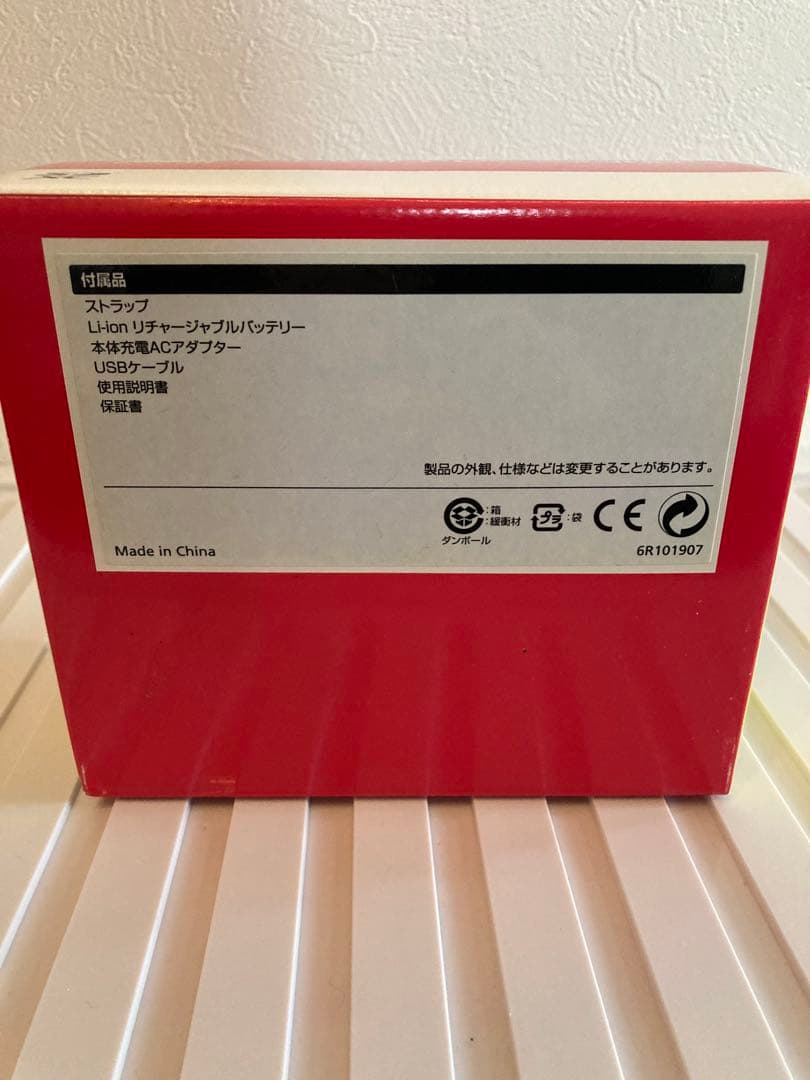 付属品
ストラップ
Li-ion リチャージャブルバッテリー
本体充電ACアダプター
USBケーブル
使用説明書
保証書
製品の外観、仕様などは変更することがあります。
:箱
:緩衝材
ダンボール
プラ :袋
CE
Made in China
6R101907